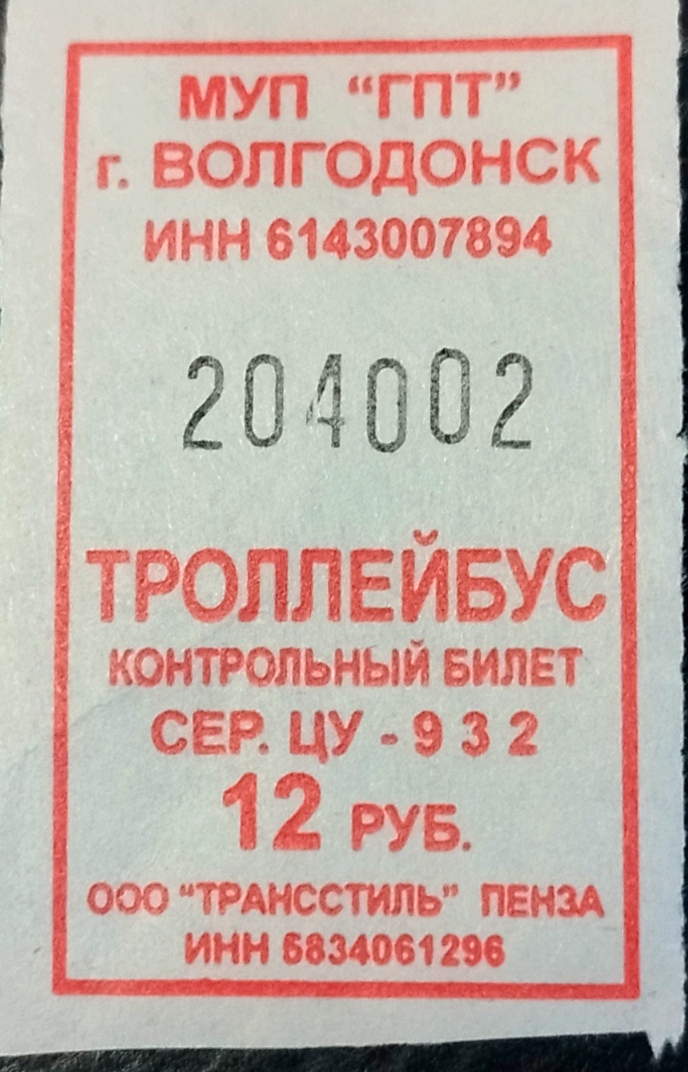 МУП "ГПТ"
г. ВОЛГОДОНСК
ИНН 6143007894
204002
ТРОЛЛЕЙБУС
КОНТРОЛЬНЫЙ БИЛЕТ
СЕР. ЦУ - 9 3 2
12 РУБ.
ООО "ТРАНССТИЛЬ" ПЕНЗА
ИНН 5834061296